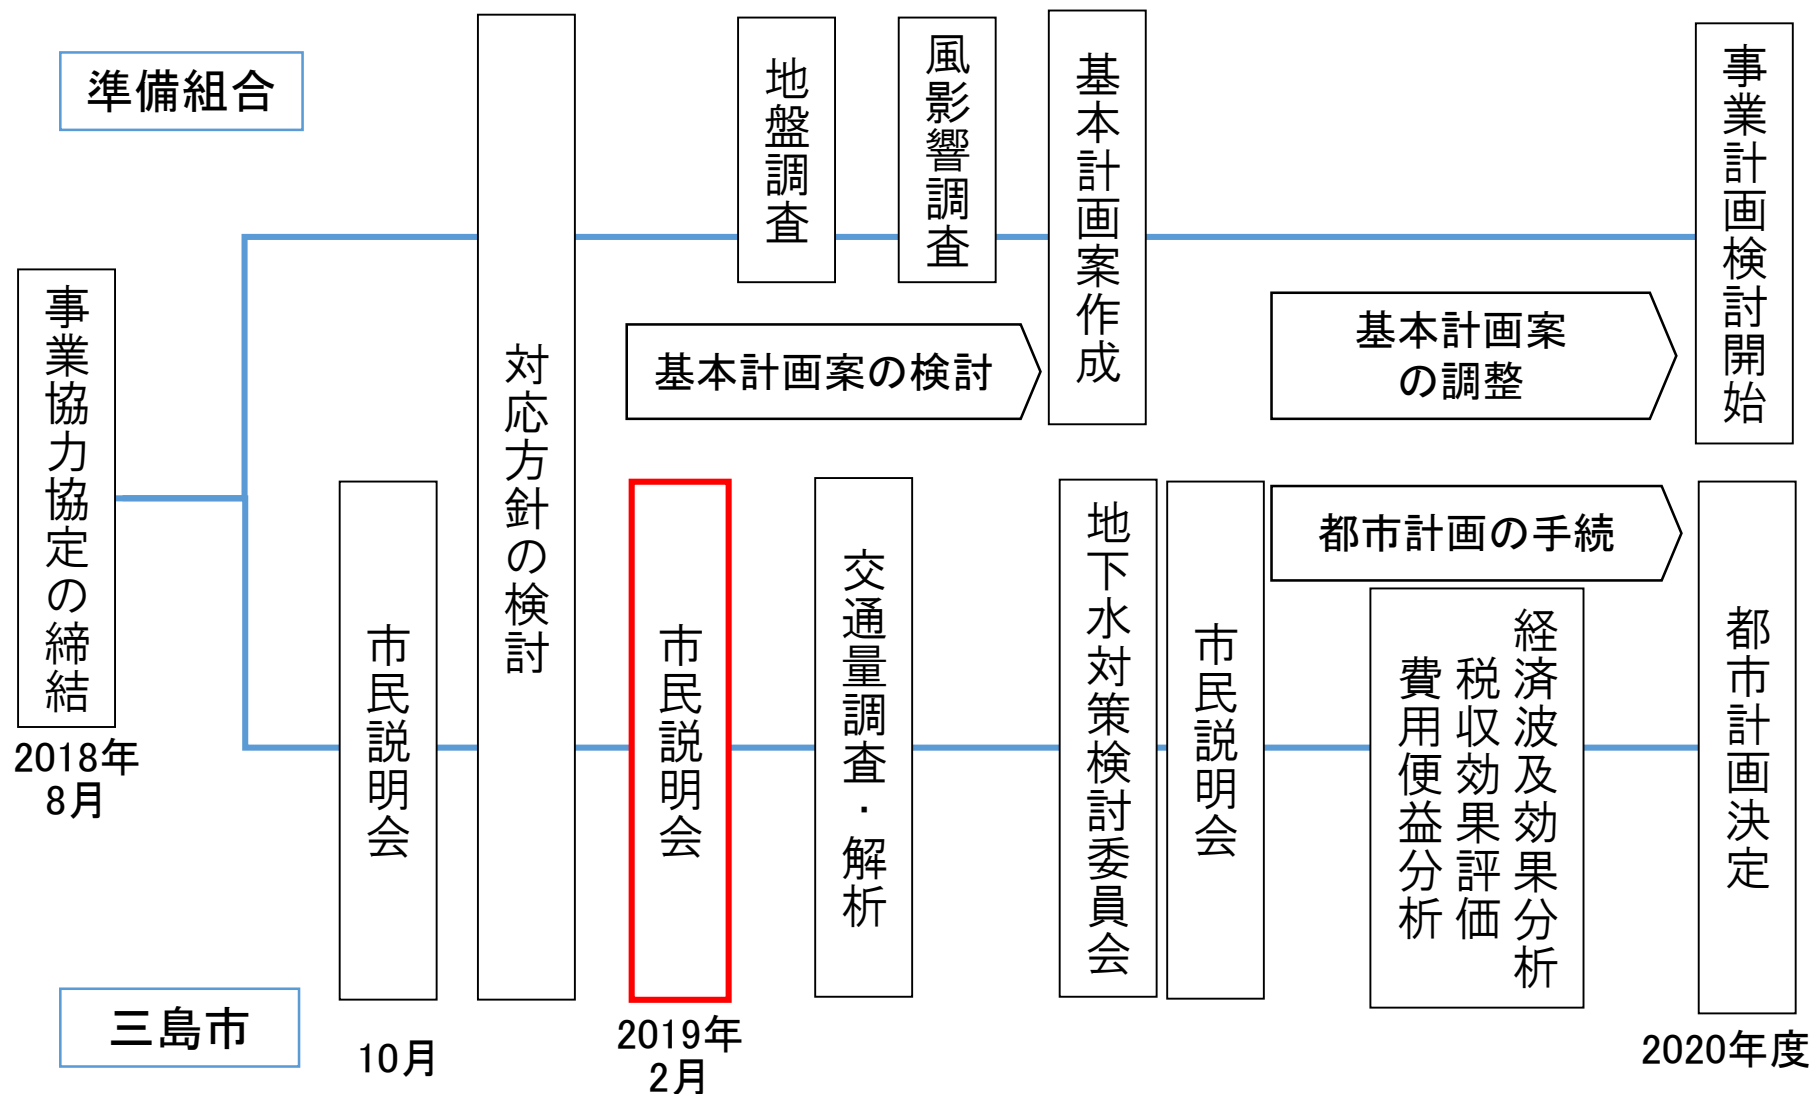 準備組合
事業協力協定の締結
2018年
8月
市民説明会
10月
対応方針の検討
地盤調査
風影響調査
基本計画案の検討
基本計画案作成
基本計画案
の調整
事業計画検討開始
市民説明会
2019年
2月
交通量調査・解析
地下水対策検討委員会
市民説明会
都市計画の手続
経済波及効果分析
税収効果評価
費用便益分析
都市計画決定
2020年度
三島市